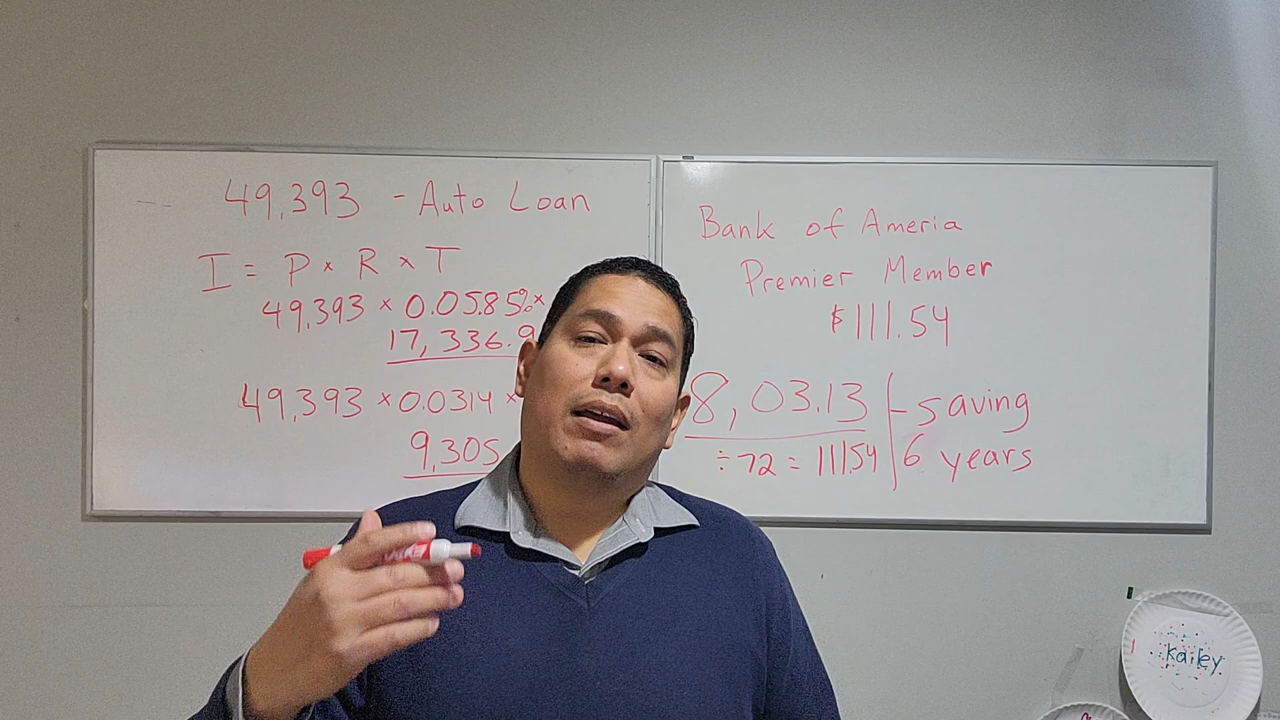 49,393 - Auto Loan
I = P × R × T
49,393 × 0.0585% ×
17,336.9
49,393 × 0.0314 ×
9,305
Bank of Ameria
Premier Member
$111.54
8,03.13 - saving
÷ 72 = 111.54 6 years
Kailey